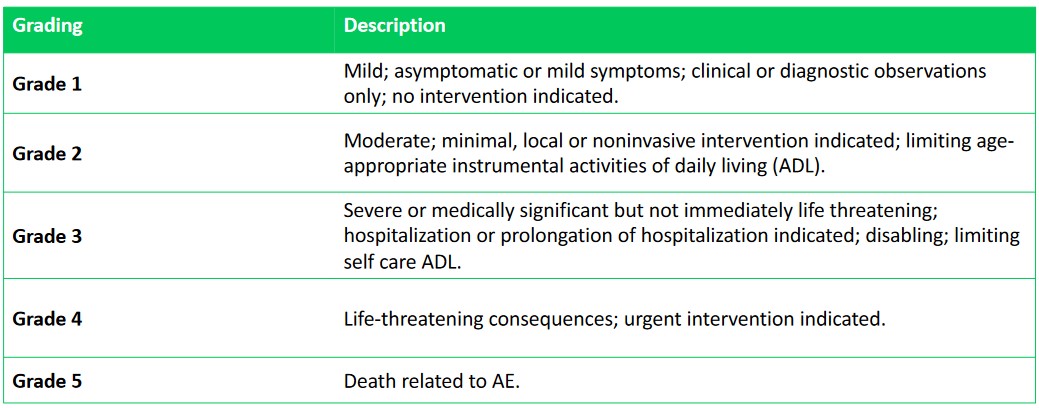 Grading Description
Grade 1 Mild; asymptomatic or mild symptoms; clinical or diagnostic observations
only; no intervention indicated.
Grade 2 Moderate; minimal, local or noninvasive intervention indicated; limiting age-
appropriate instrumental activities of daily living (ADL).
Grade 3 Severe or medically significant but not immediately life threatening;
hospitalization or prolongation of hospitalization indicated; disabling; limiting
self care ADL.
Grade 4 Life-threatening consequences; urgent intervention indicated.
Grade 5 Death related to AE.